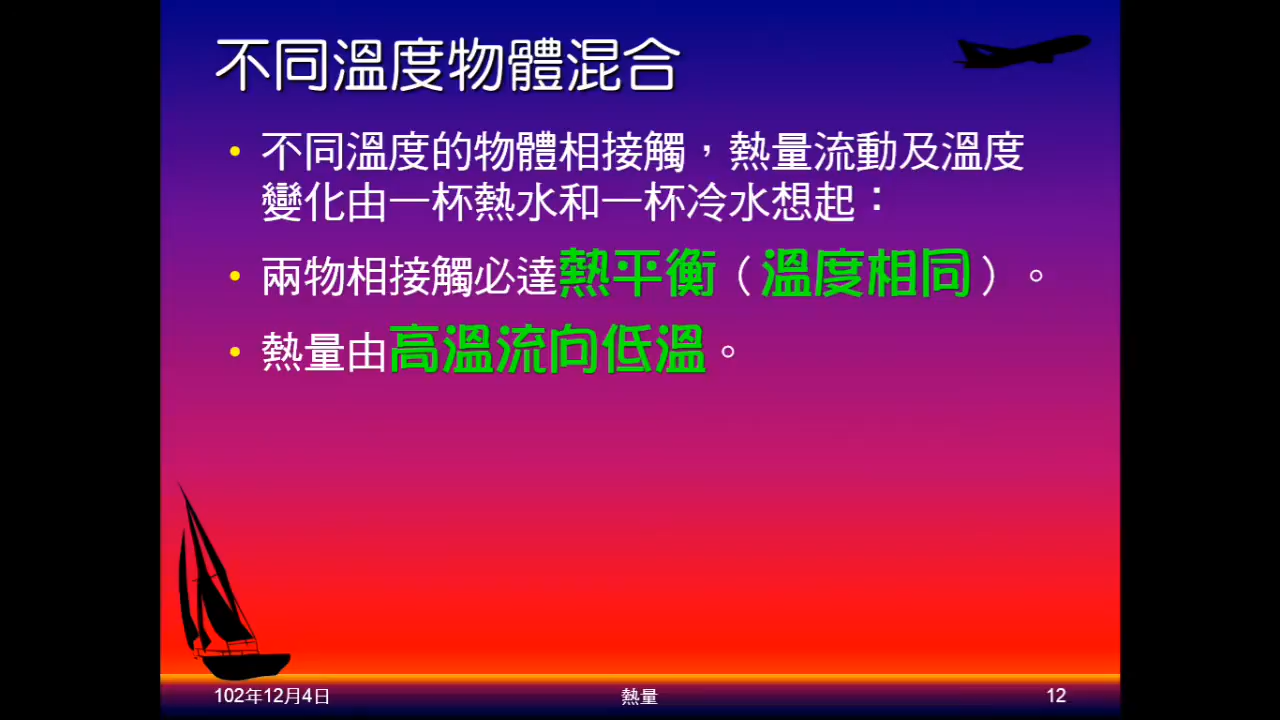 不同溫度物體混合
• 不同溫度的物體相接觸，熱量流動及溫度
變化由一杯熱水和一杯冷水想起：
• 兩物相接觸必達熱平衡（溫度相同）。
• 熱量由高溫流向低溫。
102年12月4日
熱量
12